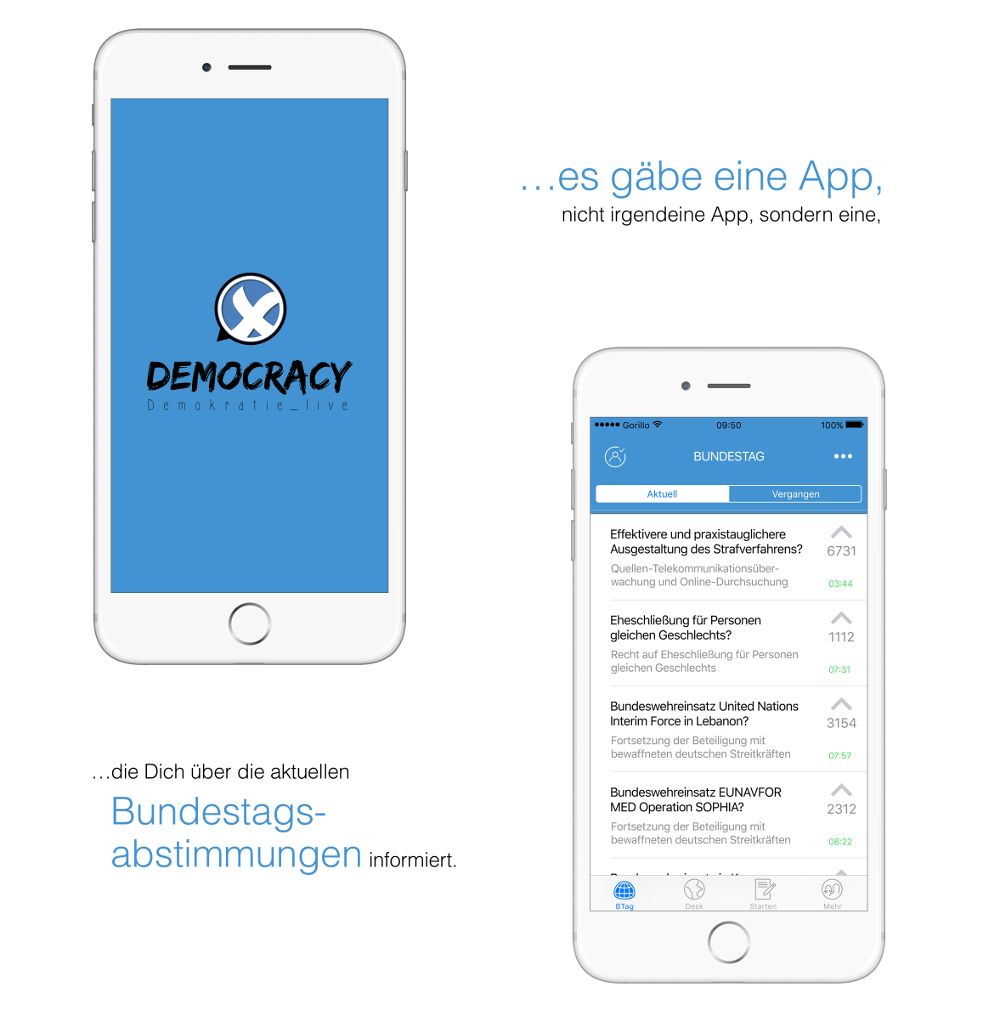 DEMOCRACY
Demokratie_live
...es gäbe eine App,
nicht irgendeine App, sondern eine,
Gorillo
09:50
100%
BUNDESTAG
Aktuell
Vergangen
Effektivere und praxistauglichere
Ausgestaltung des Strafverfahrens?
6731
Quellen-Telekommunikationsüber-
wachung und Online-Durchsuchung
03:44
Eheschließung für Personen
gleichen Geschlechts?
1112
Recht auf Eheschließung für Personen
gleichen Geschlechts
07:31
Bundeswehreinsatz United Nations
Interim Force in Lebanon?
3154
Fortsetzung der Beteiligung mit
bewaffneten deutschen Streitkräften
07:57
Bundeswehreinsatz EUNAVFOR
MED Operation SOPHIA?
2312
Fortsetzung der Beteiligung mit
bewaffneten deutschen Streitkräften
08:22
BTag
Desk
Starten
Mehr
...die Dich über die aktuellen
Bundestags-
abstimmungen informiert.